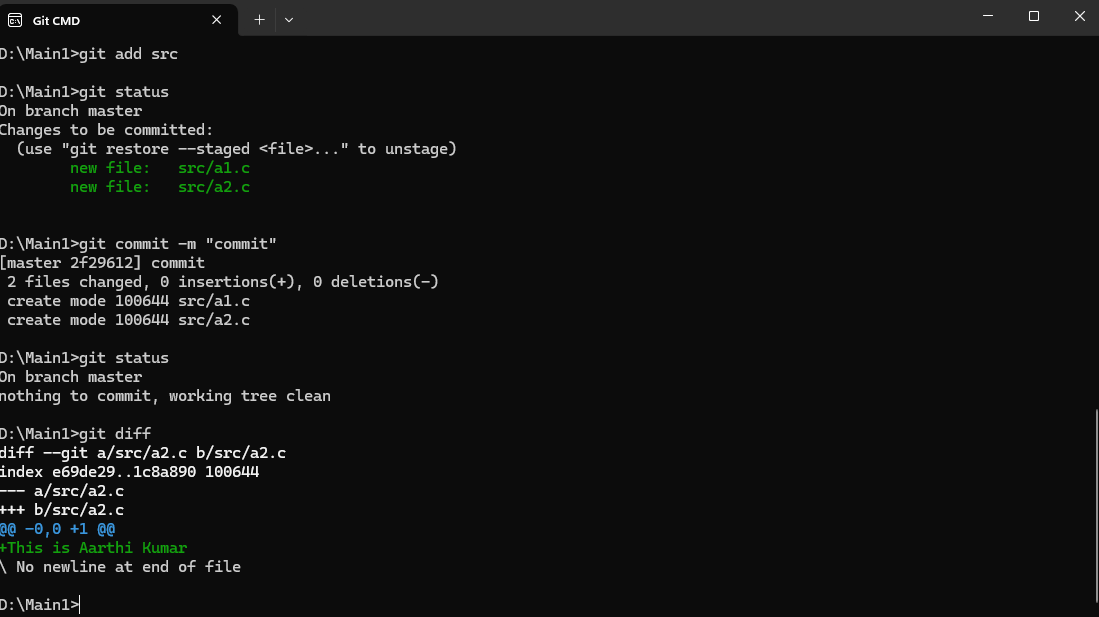 Git CMD
D:\Main1>git add src
D:\Main1>git status
On branch master
Changes to be committed:
  (use "git restore --staged <file>..." to unstage)
        new file:   src/a1.c
        new file:   src/a2.c
D:\Main1>git commit -m "commit"
[master 2f29612] commit
 2 files changed, 0 insertions(+), 0 deletions(-)
 create mode 100644 src/a1.c
 create mode 100644 src/a2.c
D:\Main1>git status
On branch master
nothing to commit, working tree clean
D:\Main1>git diff
diff --git a/src/a2.c b/src/a2.c
index e69de29..1c8a890 100644
--- a/src/a2.c
+++ b/src/a2.c
@@ -0,0 +1 @@
+This is Aarthi Kumar
\ No newline at end of file
D:\Main1>